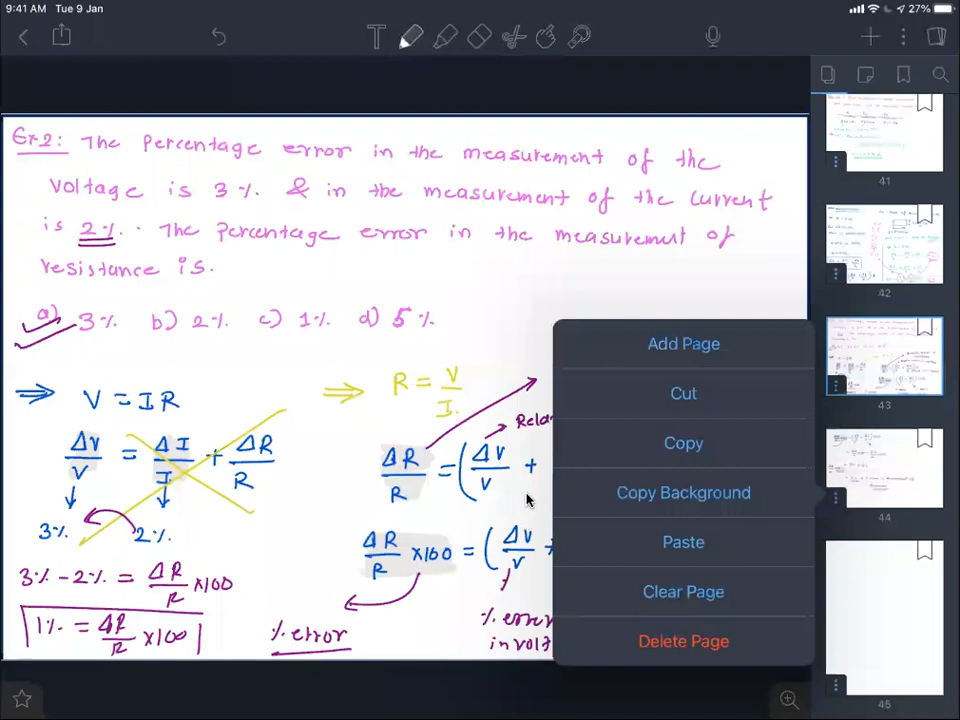 9:41 AM Tue 9 Jan
27%
Ex2: The Percentage error in the measurement of the
Voltage is 3%. & in the measurement of the Current
is 2%. The percentage error in the measurement of
resistance is.
a) 3%. b) 2%. c) 1%. d) 5%.
⇒ V = IR
ΔV/V = ΔI/I + ΔR/R
3%. 2%.
3% - 2% = ΔR/R ×100
1% = ΔR/R ×100
⇒ R = V/I.
Rela
ΔR/R = (ΔV/V +
ΔR/R ×100 = (ΔV/V +
% error
% error
in volt
Add Page
Cut
Copy
Copy Background
Paste
Clear Page
Delete Page
41
42
43
44
45